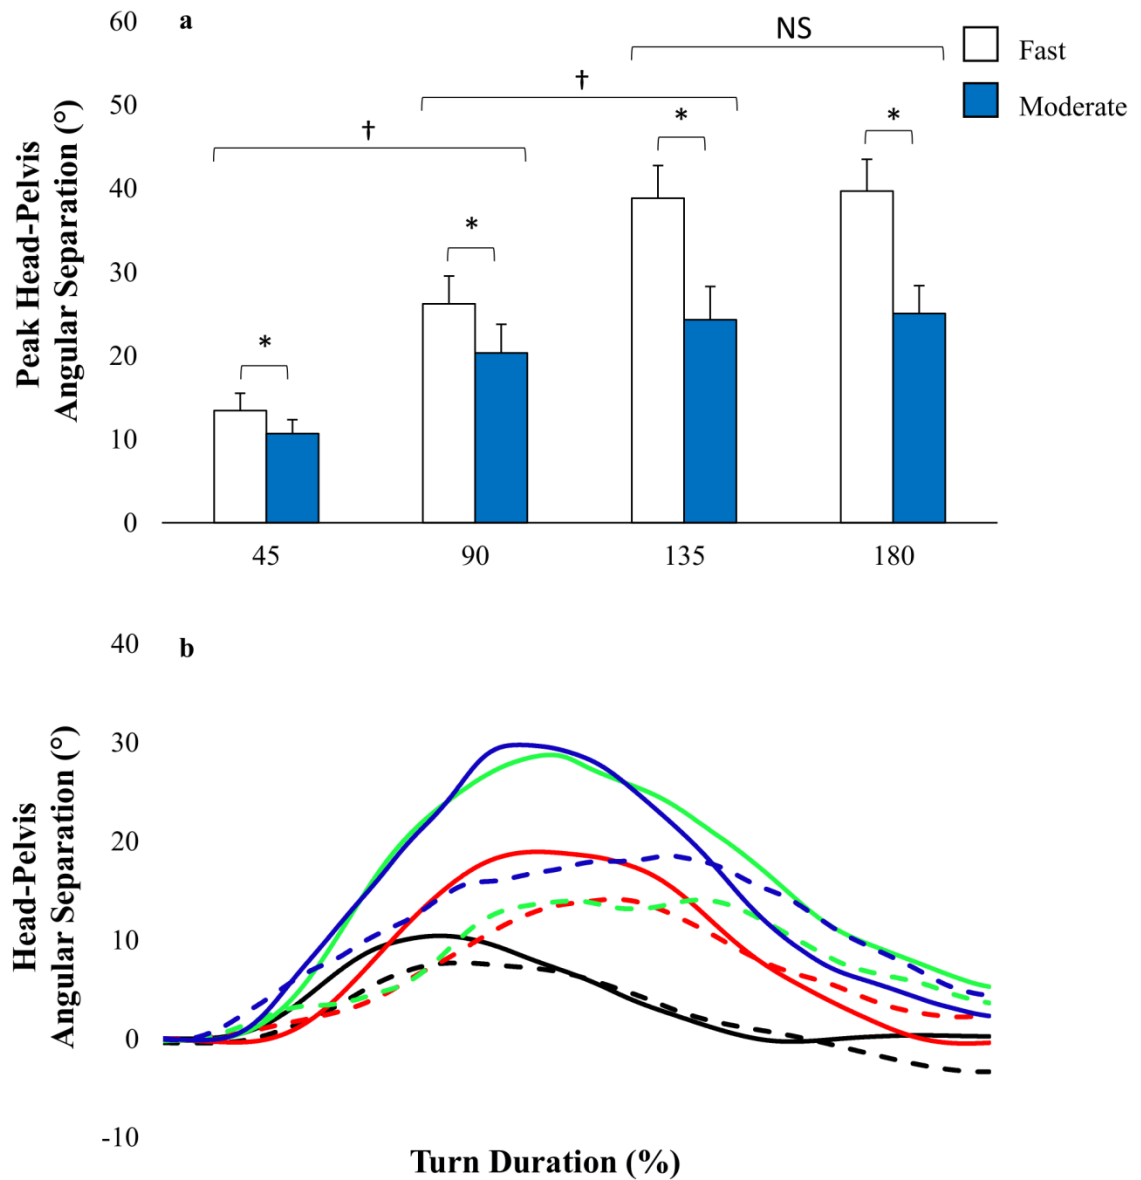 a
60
50
40
30
20
10
0
Peak Head-Pelvis
Angular Separation (°)
NS
†
†
*
*
*
*
Fast
Moderate
45 90 135 180
b
40
30
20
10
0
-10
Head-Pelvis
Angular Separation (°)
Turn Duration (%)